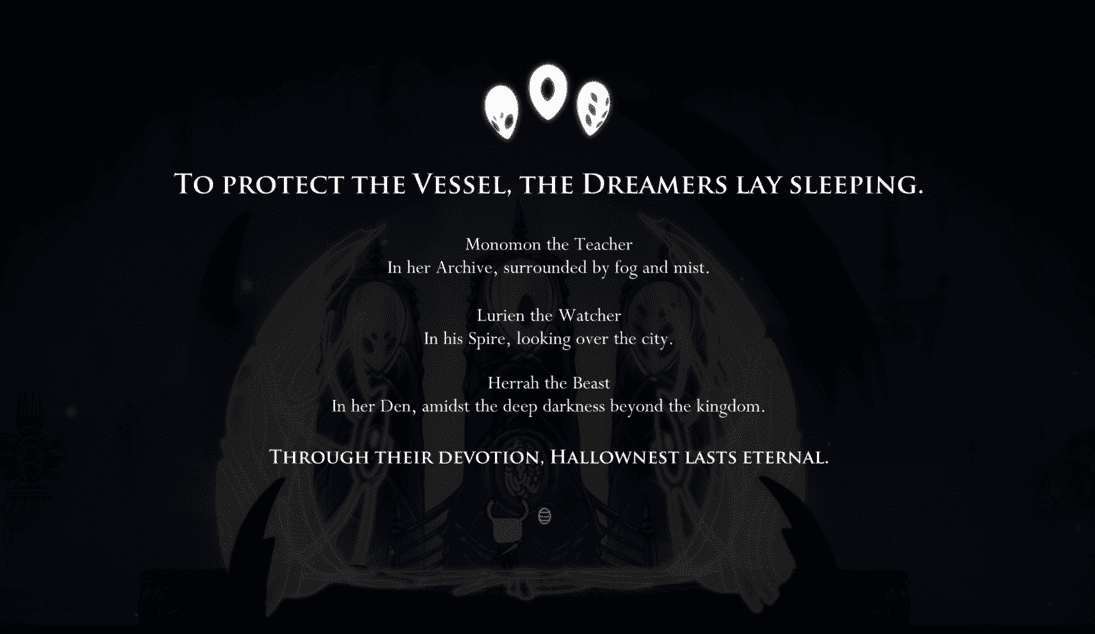 To protect the Vessel, the Dreamers lay sleeping.
Monomon the Teacher
In her Archive, surrounded by fog and mist.
Lurien the Watcher
In his Spire, looking over the city.
Herrah the Beast
In her Den, amidst the deep darkness beyond the kingdom.
Through their devotion, Hallownest lasts eternal.